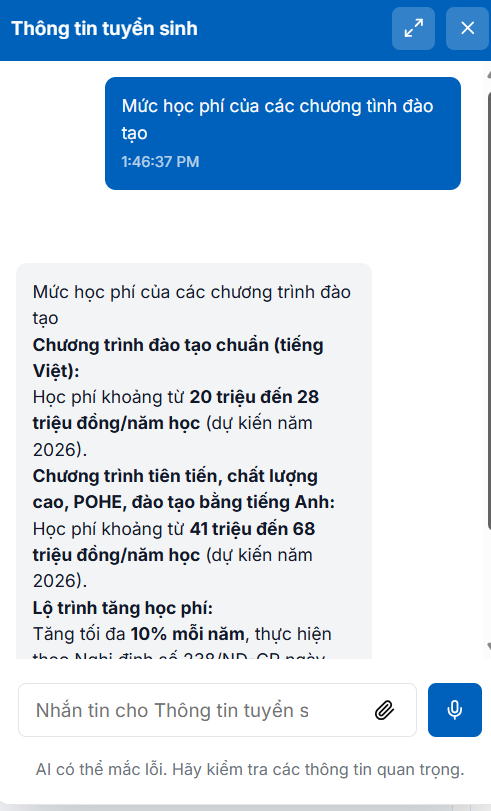 Thông tin tuyển sinh
Mức học phí của các chương tình đào
tạo
1:46:37 PM
Mức học phí của các chương trình đào
tạo
Chương trình đào tạo chuẩn (tiếng
Việt):
Học phí khoảng từ 20 triệu đến 28
triệu đồng/năm học (dự kiến năm
2026).
Chương trình tiên tiến, chất lượng
cao, POHE, đào tạo bằng tiếng Anh:
Học phí khoảng từ 41 triệu đến 68
triệu đồng/năm học (dự kiến năm
2026).
Lộ trình tăng học phí:
Tăng tối đa 10% mỗi năm, thực hiện
theo Nghị định số 238/NĐ-CP ngày
Nhắn tin cho Thông tin tuyển s
AI có thể mắc lỗi. Hãy kiểm tra các thông tin quan trọng.